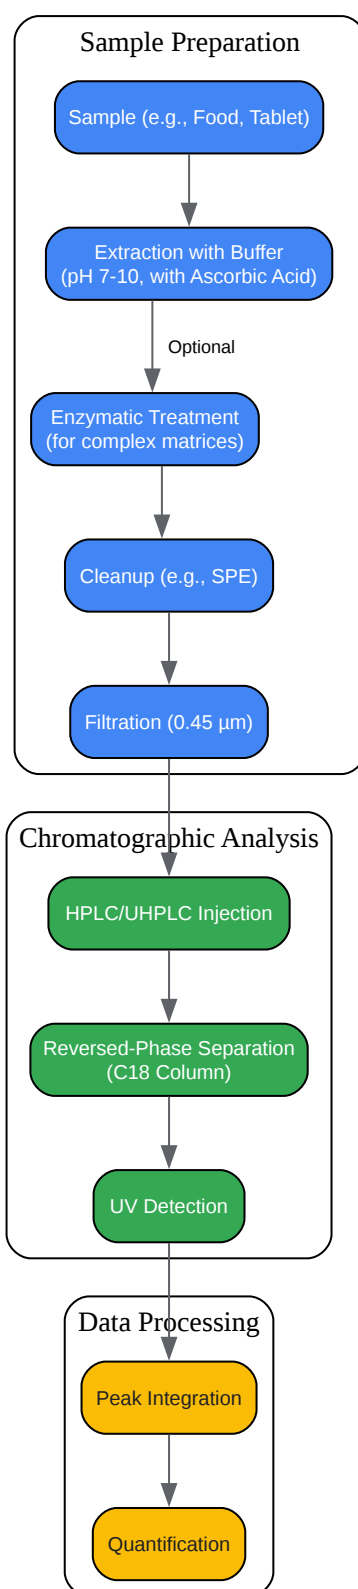 Sample Preparation
Sample (e.g., Food, Tablet)
Extraction with Buffer
(pH 7-10, with Ascorbic Acid)
Optional
Enzymatic Treatment
(for complex matrices)
Cleanup (e.g., SPE)
Filtration (0.45 µm)
Chromatographic Analysis
HPLC/UHPLC Injection
Reversed-Phase Separation
(C18 Column)
UV Detection
Data Processing
Peak Integration
Quantification